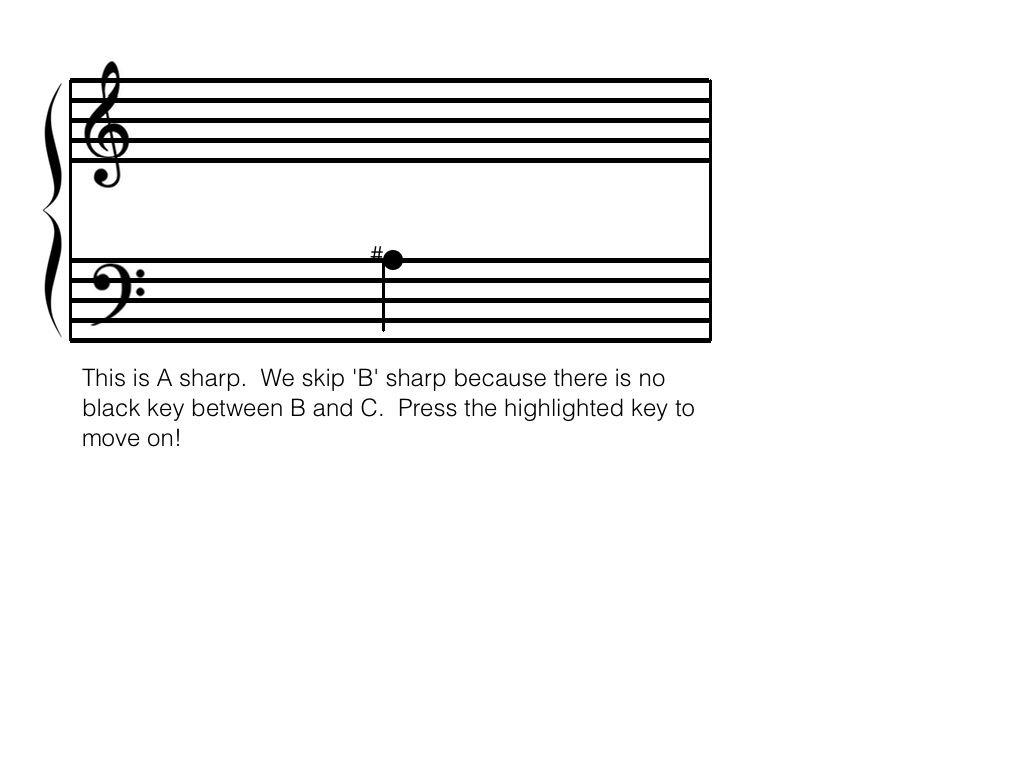 #
This is A sharp.  We skip 'B' sharp because there is no
black key between B and C.  Press the highlighted key to
move on!